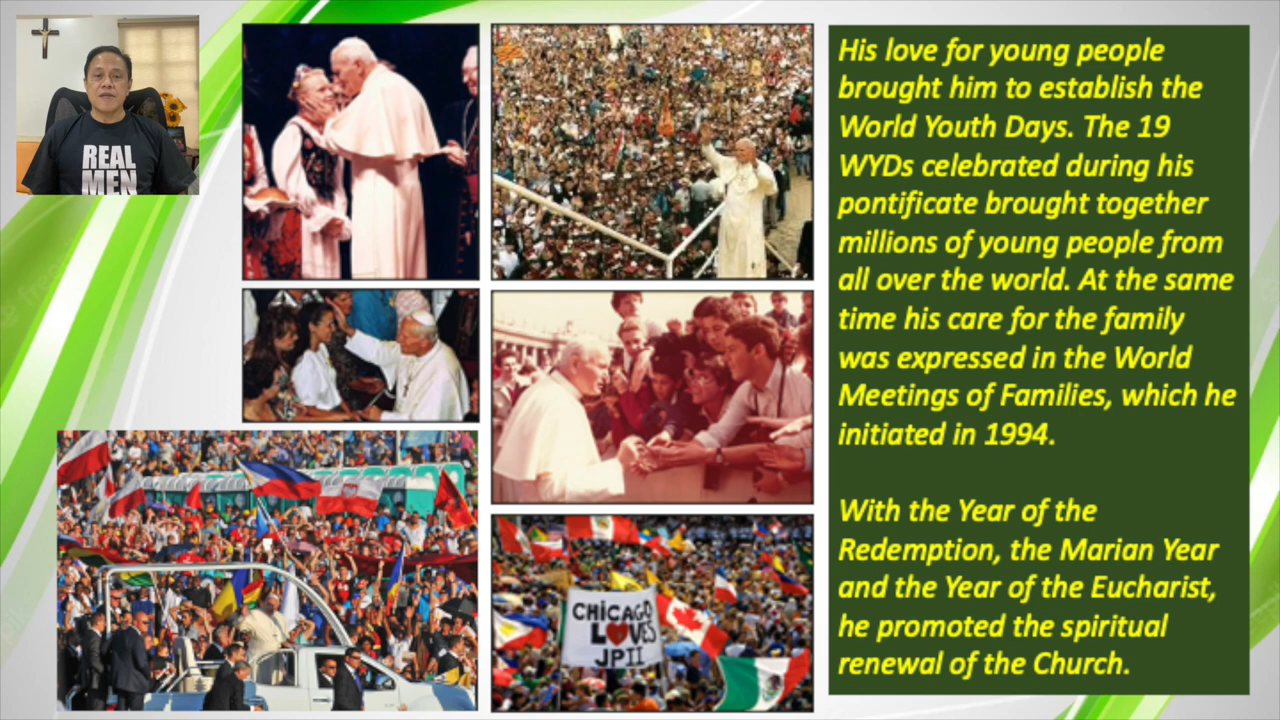 REAL
MEN
CHICAGO
LOVES
JPII
His love for young people
brought him to establish the
World Youth Days. The 19
WYDs celebrated during his
pontificate brought together
millions of young people from
all over the world. At the same
time his care for the family
was expressed in the World
Meetings of Families, which he
initiated in 1994.
With the Year of the
Redemption, the Marian Year
and the Year of the Eucharist,
he promoted the spiritual
renewal of the Church.